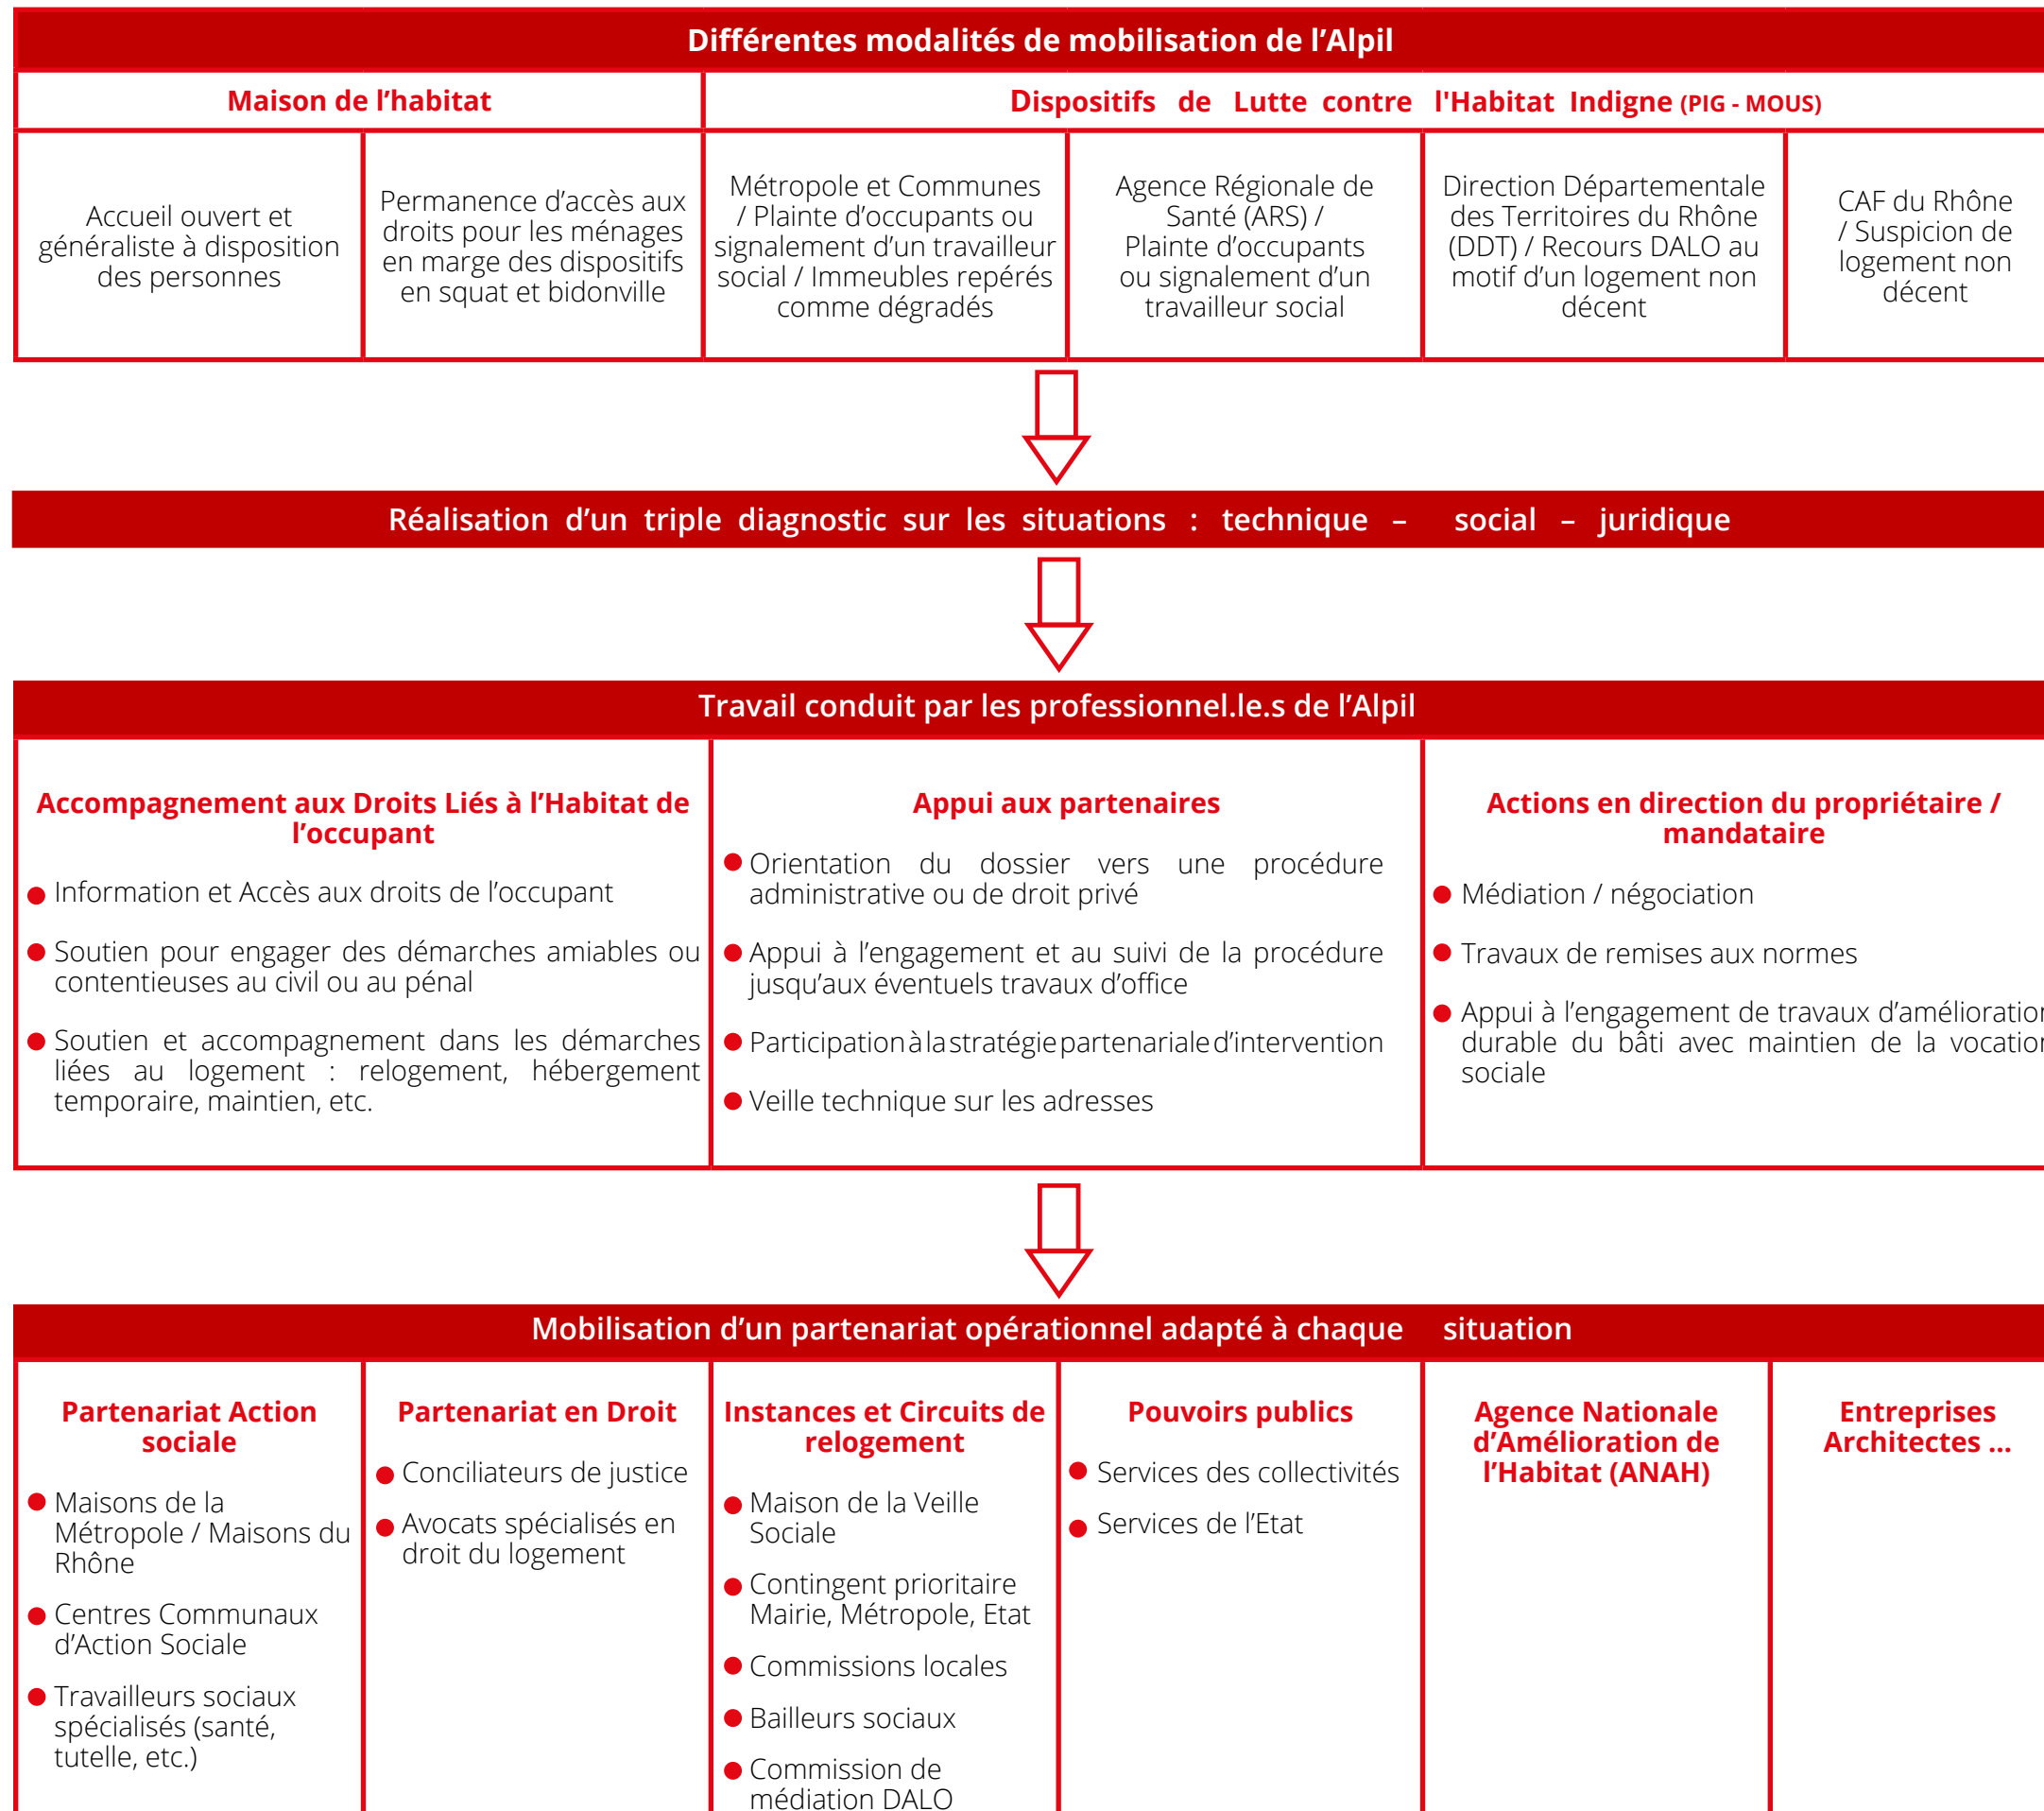 Différentes modalités de mobilisation de l’Alpil
Maison de l’habitat
Dispositifs de Lutte contre l'Habitat Indigne (PIG - MOUS)
Accueil ouvert et
généraliste à disposition
des personnes
Permanence d’accès aux
droits pour les ménages
en marge des dispositifs
en squat et bidonville
Métropole et Communes
/ Plainte d’occupants ou
signalement d’un travailleur
social / Immeubles repérés
comme dégradés
Agence Régionale de
Santé (ARS) /
Plainte d’occupants
ou signalement d’un
travailleur social
Direction Départementale
des Territoires du Rhône
(DDT) / Recours DALO au
motif d’un logement non
décent
CAF du Rhône
/ Suspicion de
logement non
décent
Réalisation d’un triple diagnostic sur les situations : technique – social – juridique
Travail conduit par les professionnel.le.s de l’Alpil
Accompagnement aux Droits Liés à l’Habitat de
l’occupant
Information et Accès aux droits de l’occupant
Soutien pour engager des démarches amiables ou
contentieuses au civil ou au pénal
Soutien et accompagnement dans les démarches
liées au logement : relogement, hébergement
temporaire, maintien, etc.
Appui aux partenaires
Orientation du dossier vers une procédure
administrative ou de droit privé
Appui à l’engagement et au suivi de la procédure
jusqu’aux éventuels travaux d’office
Participation à la stratégie partenariale d’intervention
Veille technique sur les adresses
Actions en direction du propriétaire /
mandataire
Médiation / négociation
Travaux de remises aux normes
Appui à l’engagement de travaux d’amélioration
durable du bâti avec maintien de la vocation
sociale
Mobilisation d’un partenariat opérationnel adapté à chaque situation
Partenariat Action
sociale
Maisons de la
Métropole / Maisons du
Rhône
Centres Communaux
d’Action Sociale
Travailleurs sociaux
spécialisés (santé,
tutelle, etc.)
Partenariat en Droit
Conciliateurs de justice
Avocats spécialisés en
droit du logement
Instances et Circuits de
relogement
Maison de la Veille
Sociale
Contingent prioritaire
Mairie, Métropole, Etat
Commissions locales
Bailleurs sociaux
Commission de
médiation DALO
Pouvoirs publics
Services des collectivités
Services de l’Etat
Agence Nationale
d’Amélioration de
l’Habitat (ANAH)
Entreprises
Architectes ...